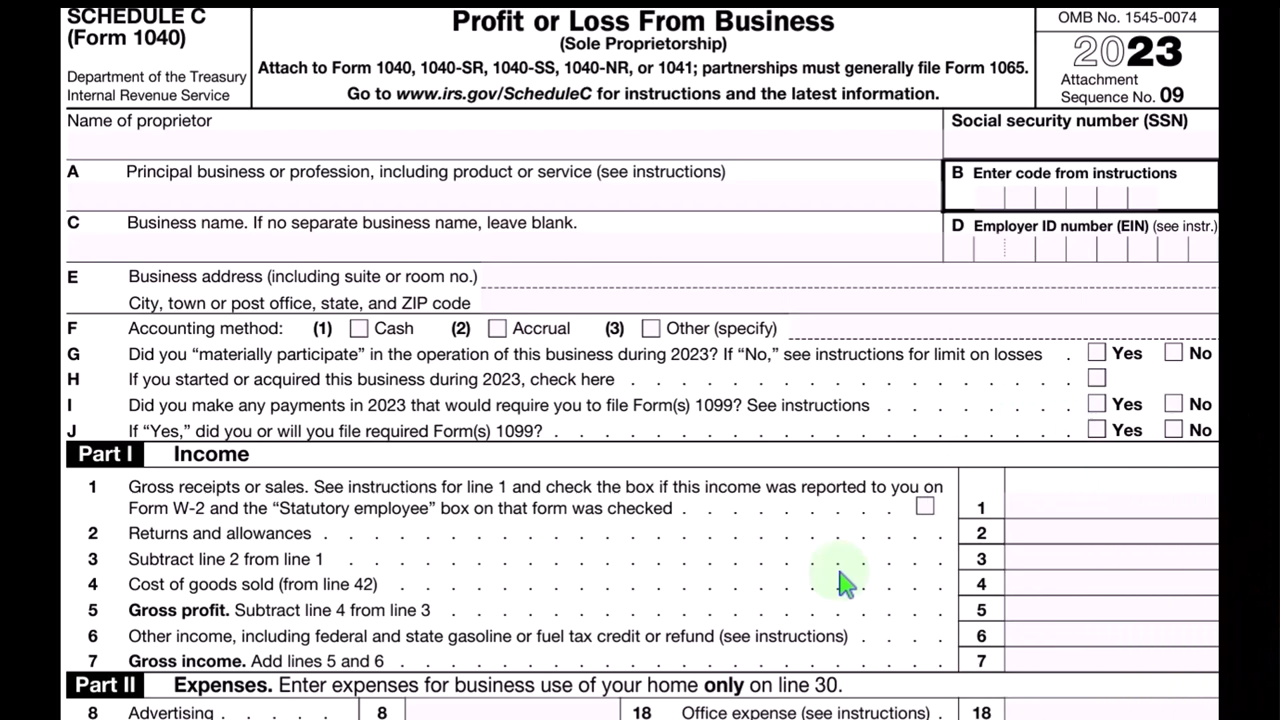 SCHEDULE C
(Form 1040)
Department of the Treasury
Internal Revenue Service
Profit or Loss From Business
(Sole Proprietorship)
Attach to Form 1040, 1040-SR, 1040-SS, 1040-NR, or 1041; partnerships must generally file Form 1065.
Go to www.irs.gov/ScheduleC for instructions and the latest information.
OMB No. 1545-0074
2023
Attachment
Sequence No. 09
Name of proprietor
Social security number (SSN)
A Principal business or profession, including product or service (see instructions)
B Enter code from instructions
C Business name. If no separate business name, leave blank.
D Employer ID number (EIN) (see instr.)
E Business address (including suite or room no.)
City, town or post office, state, and ZIP code
F Accounting method: (1) Cash (2) Accrual (3) Other (specify)
G Did you “materially participate” in the operation of this business during 2023? If “No,” see instructions for limit on losses . Yes No
H If you started or acquired this business during 2023, check here . . . . . . . . . . . . . . . . . .
I Did you make any payments in 2023 that would require you to file Form(s) 1099? See instructions . . . . . . . Yes No
J If “Yes,” did you or will you file required Form(s) 1099? . . . . . . . . . . . . . . . . . . . . Yes No
Part I Income
1 Gross receipts or sales. See instructions for line 1 and check the box if this income was reported to you on
Form W-2 and the “Statutory employee” box on that form was checked . . . . . . . . . 1
2 Returns and allowances . . . . . . . . . . . . . . . . . . . . . . . . . 2
3 Subtract line 2 from line 1 . . . . . . . . . . . . . . . . . . . . . . . . 3
4 Cost of goods sold (from line 42) . . . . . . . . . . . . . . . . . . . . . . 4
5 Gross profit. Subtract line 4 from line 3 . . . . . . . . . . . . . . . . . . . . 5
6 Other income, including federal and state gasoline or fuel tax credit or refund (see instructions) . . . . 6
7 Gross income. Add lines 5 and 6 . . . . . . . . . . . . . . . . . . . . . . 7
Part II Expenses. Enter expenses for business use of your home only on line 30.
8 Advertising . . . . . 8 18 Office expense (see instructions) . 18